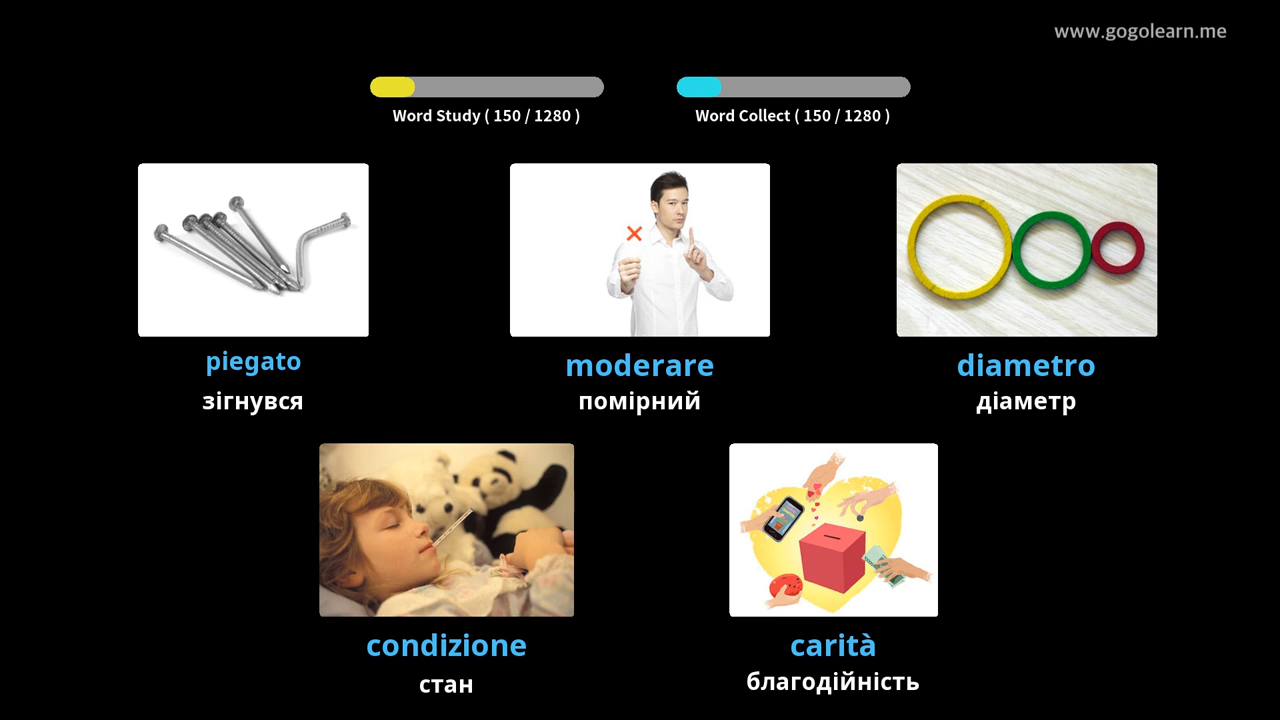 www.gogolearn.me
Word Study ( 150 / 1280 )
Word Collect ( 150 / 1280 )
piegato
зігнувся
moderare
помірний
diametro
діаметр
condizione
стан
carità
благодійність